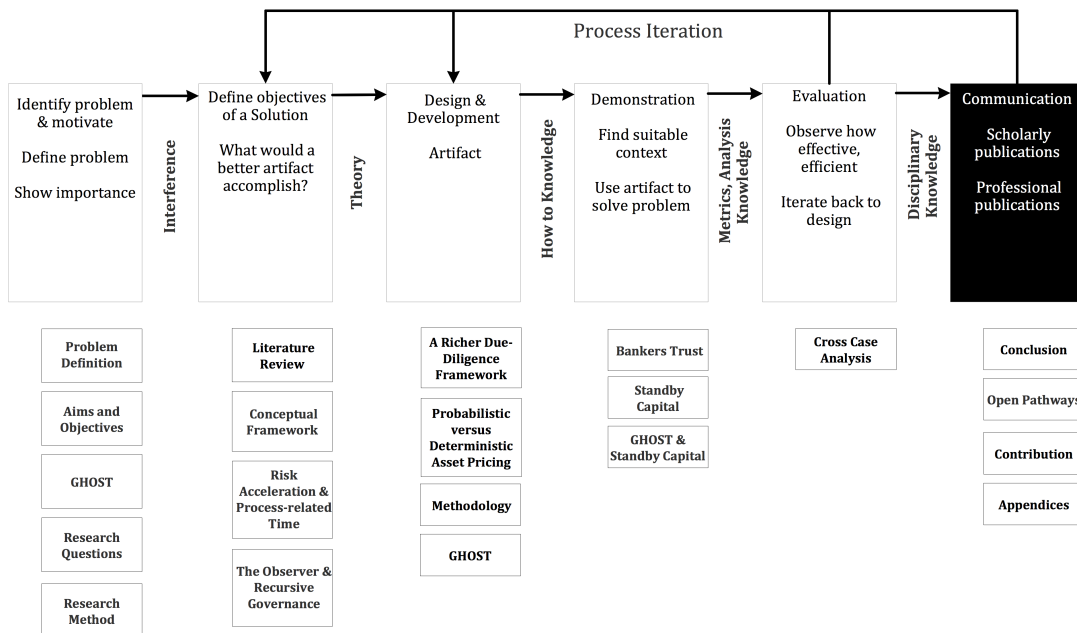 Process Iteration
Identify problem
& motivate
Define problem
Show importance
Interference
Define objectives
of a Solution
What would a
better artifact
accomplish?
Theory
Design &
Development
Artifact
How to Knowledge
Demonstration
Find suitable
context
Use artifact to
solve problem
Metrics, Analysis
Knowledge
Evaluation
Observe how
effective,
efficient
Iterate back to
design
Disciplinary
Knowledge
Communication
Scholarly
publications
Professional
publications
Problem
Definition
Aims and
Objectives
GHOST
Research
Questions
Research
Method
Literature
Review
Conceptual
Framework
Risk
Acceleration &
Process-related
Time
The Observer &
Recursive
Governance
A Richer Due-
Diligence
Framework
Probabilistic
versus
Deterministic
Asset Pricing
Methodology
GHOST
Bankers Trust
Standby
Capital
GHOST &
Standby Capital
Cross Case
Analysis
Conclusion
Open Pathways
Contribution
Appendices